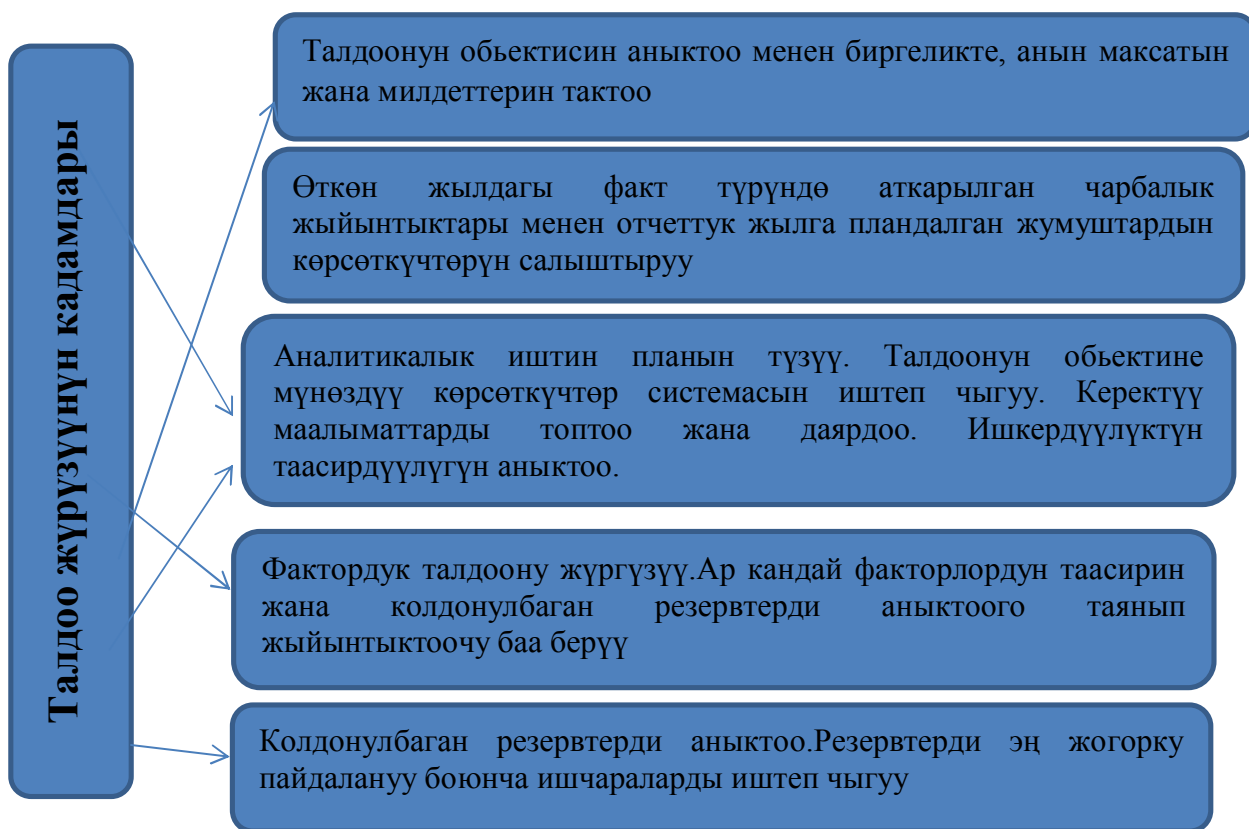 Талдоо жүрүзүүнүн кадамдары
Талдоонун обьектисин аныктоо менен биргеликте, анын максатын
жана милдеттерин тактоо
Өткөн жылдагы факт түрүндө аткарылган чарбалык
жыйынтыктары менен отчеттук жылга пландалган жумуштардын
көрсөткүчтөрүн салыштыруу
Аналитикалык иштин планын түзүү. Талдоонун обьектине
мүнөздүү көрсөткүчтөр системасын иштеп чыгуу. Керектүү
маалыматтарды топтоо жана даярдоо. Ишкердүүлүктүн
таасирдүүлүгүн аныктоо.
Фактордук талдоону жүргүзүү.Ар кандай факторлордун таасирин
жана колдонулбаган резервтерди аныктоого таянып
жыйынтыктоочу баа берүү
Колдонулбаган резервтерди аныктоо.Резервтерди эң жогорку
пайдалануу боюнча ишчараларды иштеп чыгуу